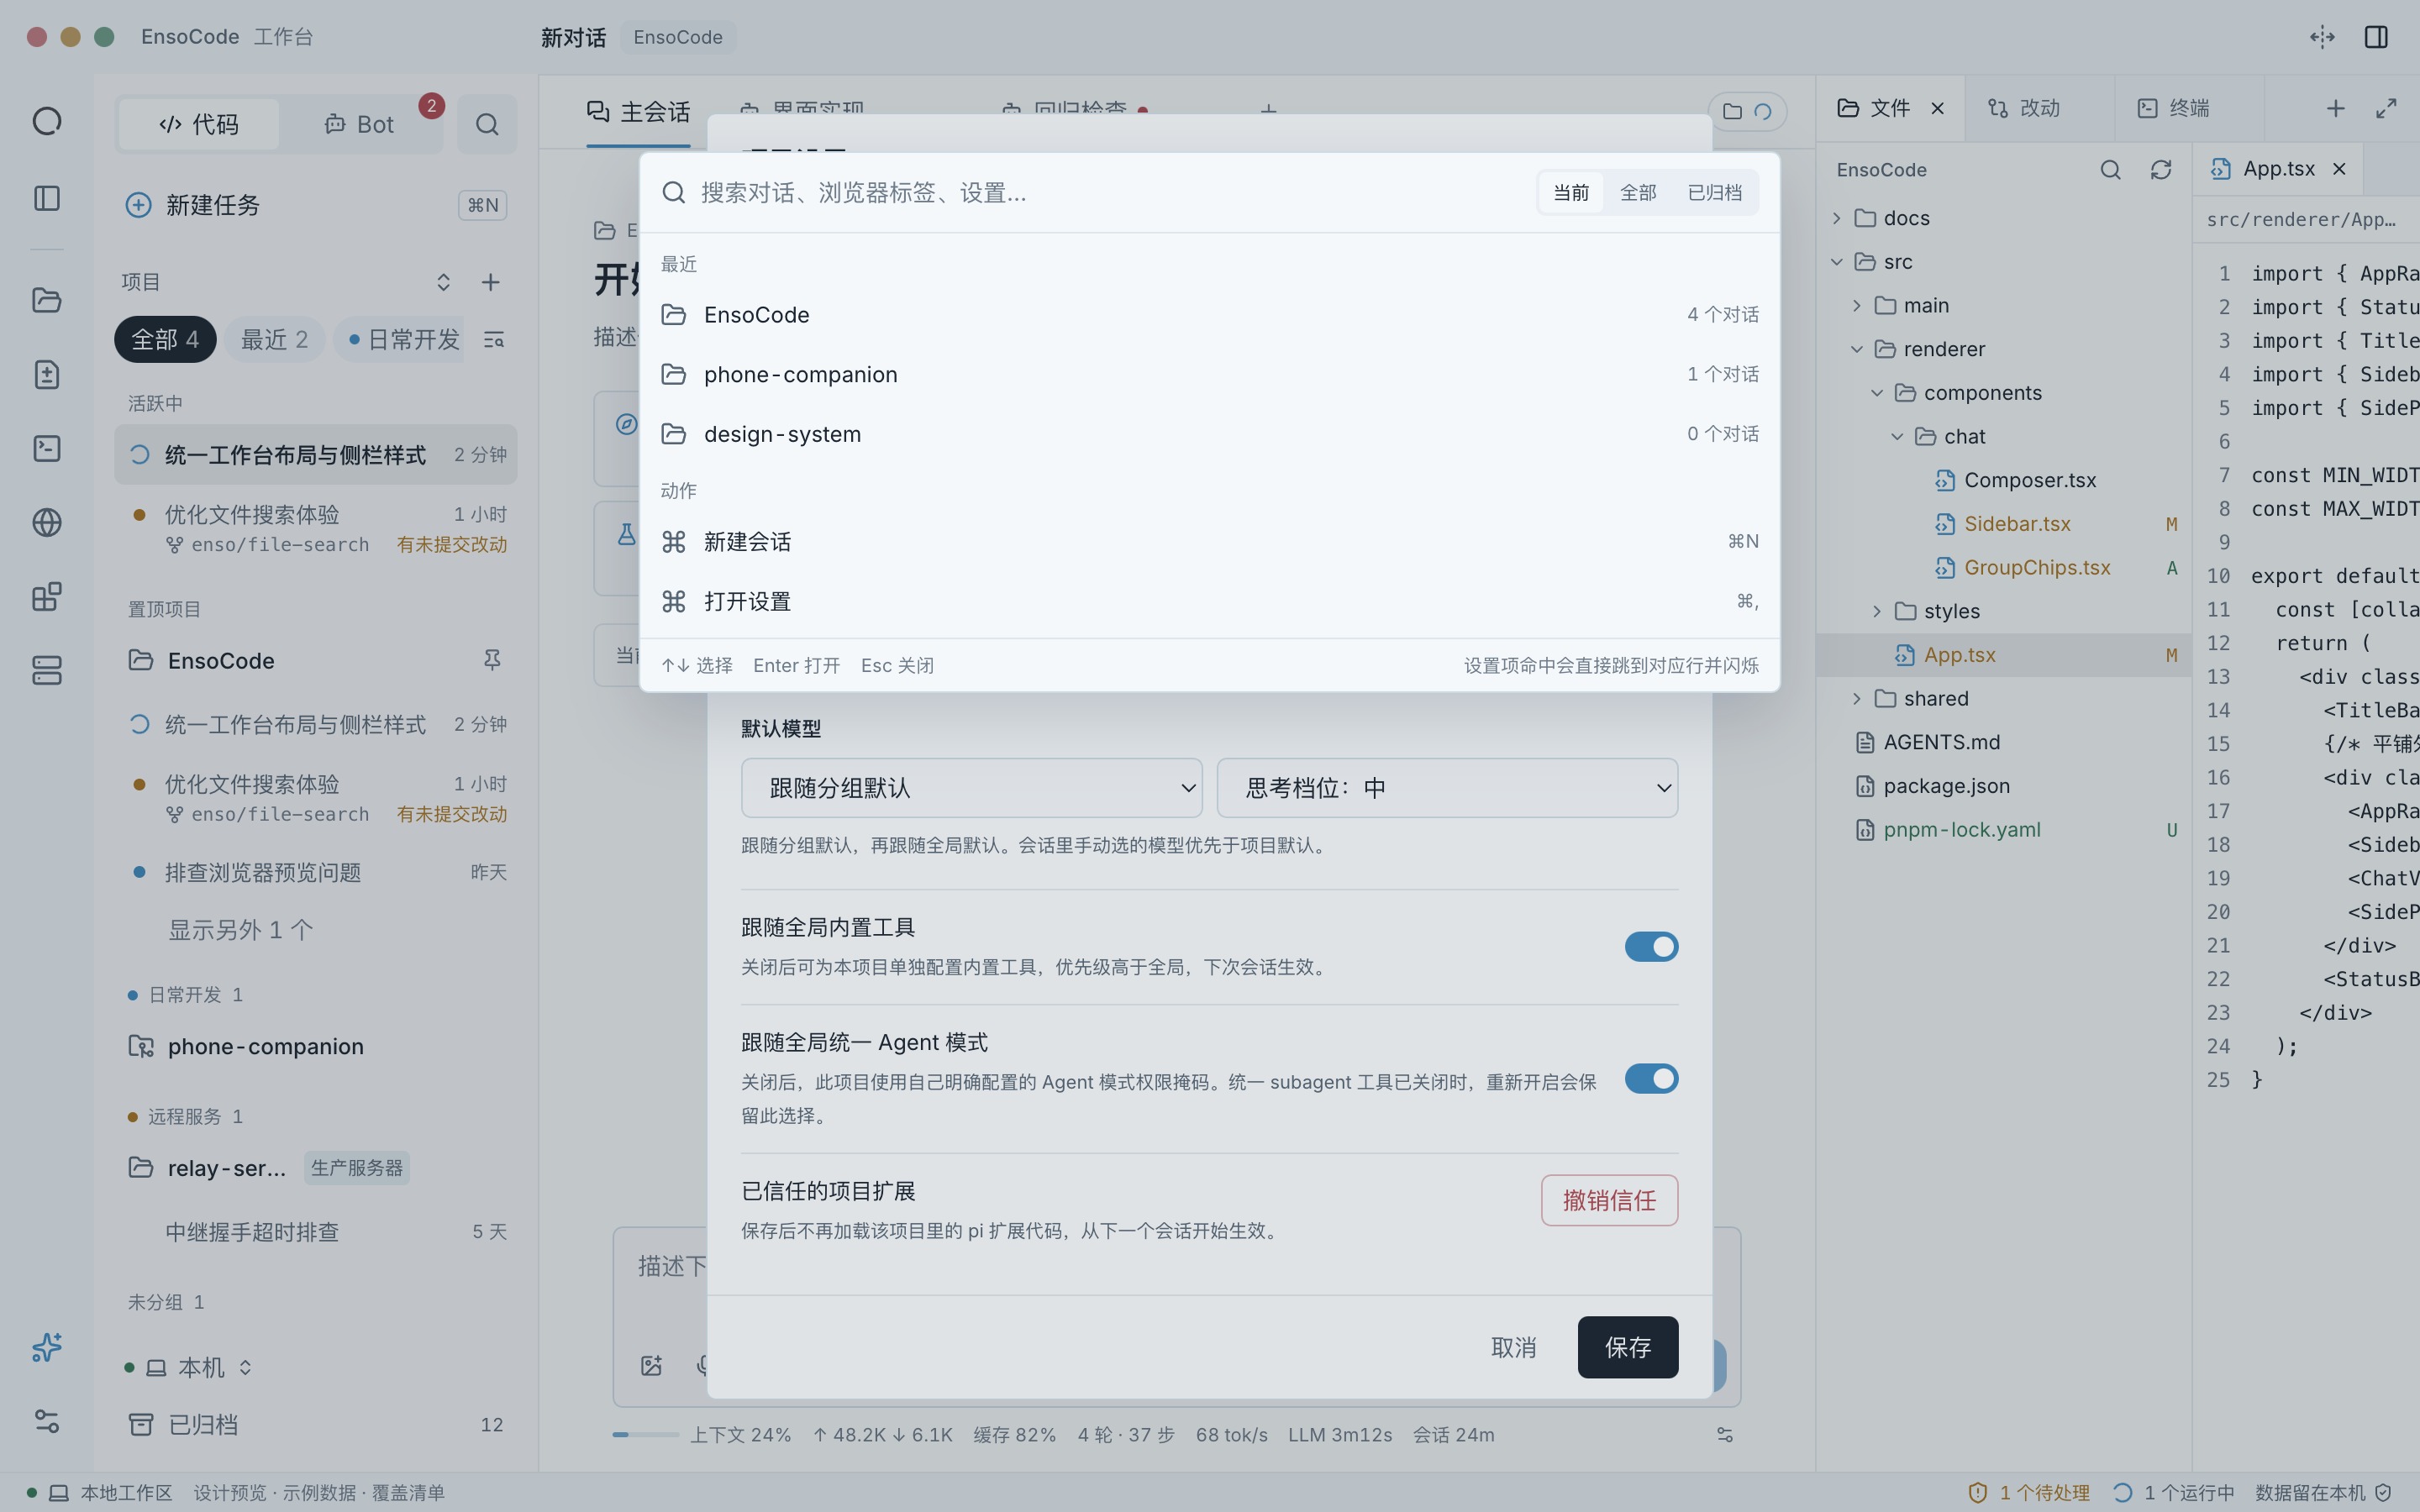 EnsoCode 工作台
新对话 EnsoCode
代码
Bot
2
新建任务
⌘N
项目
全部 4
最近 2
日常开发
活跃中
统一工作台布局与侧栏样式 2 分钟
优化文件搜索体验 1 小时
enso/file-search 有未提交改动
置顶项目
EnsoCode
统一工作台布局与侧栏样式 2 分钟
优化文件搜索体验 1 小时
enso/file-search 有未提交改动
排查浏览器预览问题 昨天
显示另外 1 个
日常开发 1
phone-companion
远程服务 1
relay-ser... 生产服务器
中继握手超时排查 5 天
未分组 1
本机
已归档 12
主会话
界面实现
回归检查
描述
搜索对话、浏览器标签、设置...
当前 全部 已归档
最近
EnsoCode 4 个对话
phone-companion 1 个对话
design-system 0 个对话
动作
新建会话 ⌘N
打开设置 ⌘,
↑↓ 选择 Enter 打开 Esc 关闭
设置项命中会直接跳到对应行并闪烁
默认模型
跟随分组默认
思考档位：中
跟随分组默认，再跟随全局默认。会话里手动选的模型优先于项目默认。
跟随全局内置工具
关闭后可为本项目单独配置内置工具，优先级高于全局，下次会话生效。
跟随全局统一 Agent 模式
关闭后，此项目使用自己明确配置的 Agent 模式权限掩码。统一 subagent 工具已关闭时，重新开启会保
留此选择。
已信任的项目扩展
撤销信任
保存后不再加载该项目里的 pi 扩展代码，从下一个会话开始生效。
取消
保存
描述下
上下文 24% ↑ 48.2K ↓ 6.1K 缓存 82% 4 轮 · 37 步 68 tok/s LLM 3m12s 会话 24m
文件
改动
终端
EnsoCode
docs
src
main
renderer
components
chat
Composer.tsx
Sidebar.tsx M
GroupChips.tsx A
styles
App.tsx M
shared
AGENTS.md
package.json
pnpm-lock.yaml U
App.tsx
src/renderer/App…
1 import { AppRa
2 import { Statu
3 import { Title
4 import { Sideb
5 import { SideP
6
7 const MIN_WIDT
8 const MAX_WIDT
9
10 export default
11 const [colla
12 return (
13 <div class
14 <TitleBa
15 {/* 平铺
16 <div cla
17 <AppRa
18 <Sideb
19 <ChatV
20 <SideP
21 </div>
22 <StatusB
23 </div>
24 );
25 }
本地工作区 设计预览 · 示例数据 · 覆盖清单
1 个待处理 1 个运行中 数据留在本机